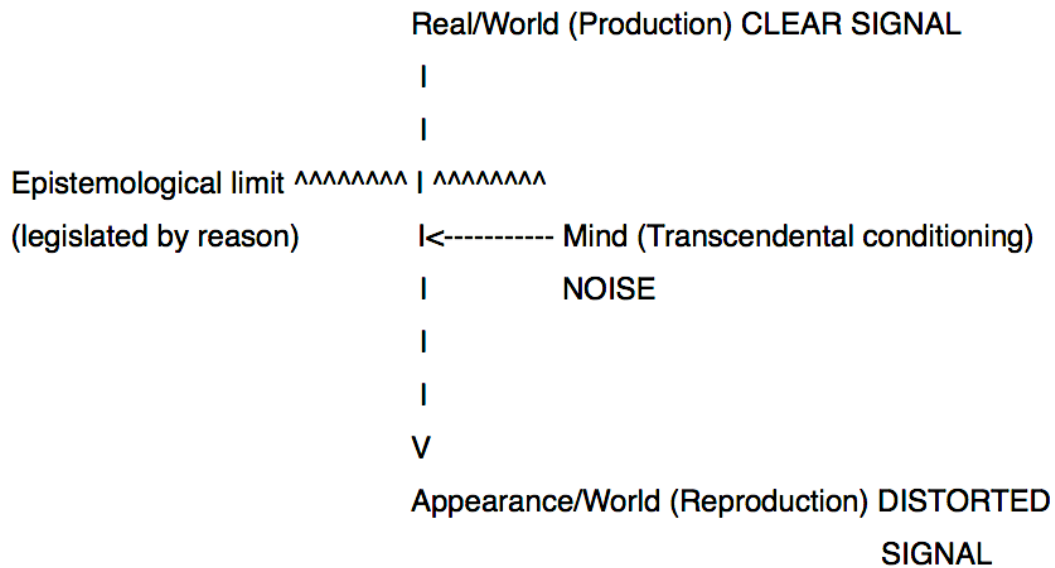 Real/World (Production) CLEAR SIGNAL
|
|
Epistemological limit ^^^^^^^^ | ^^^^^^^^
(legislated by reason) |<----------- Mind (Transcendental conditioning)
| NOISE
|
|
V
Appearance/World (Reproduction) DISTORTED
SIGNAL